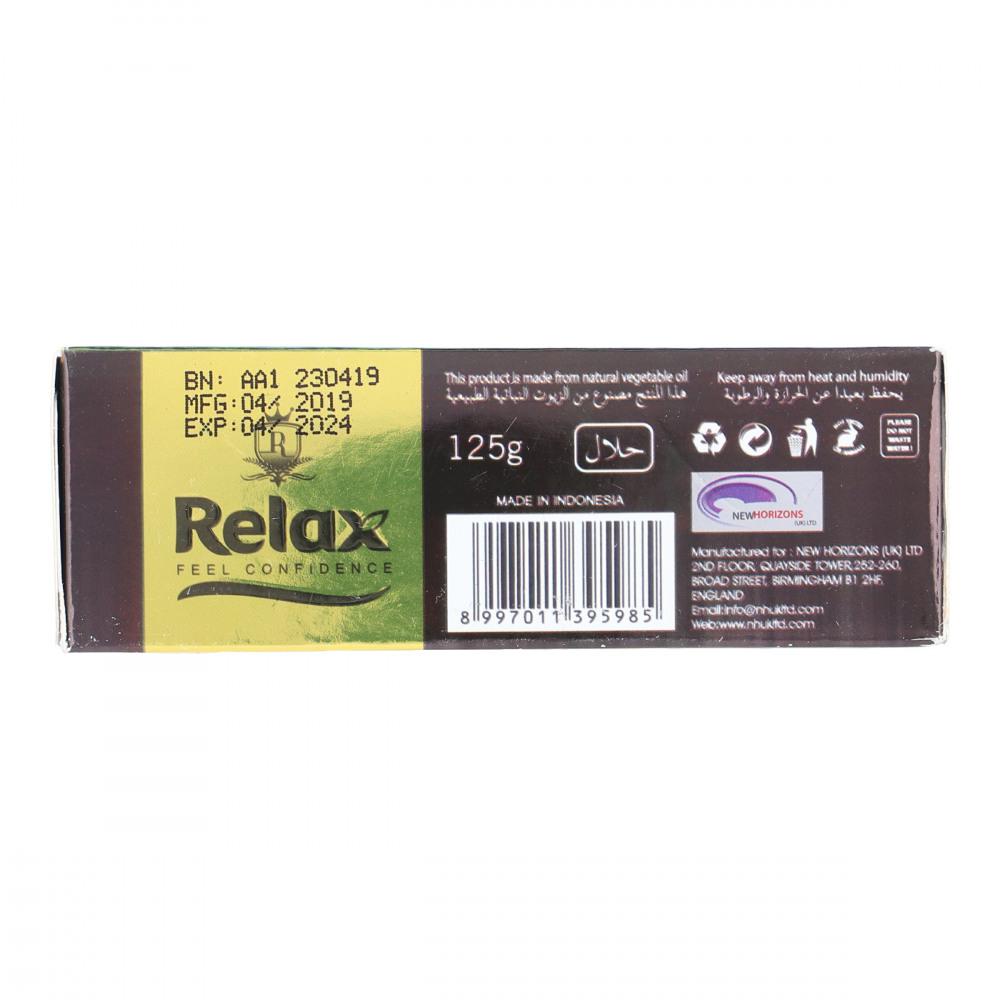 BN: AA1 230419
MFG:04/ 2019
EXP:04/ 2024
R
Relax
FEEL CONFIDENCE
This product is made from natural vegetable oil
هذا المنتج مصنوع من الزيوت النباتية الطبيعية
125g
حلال
MADE IN INDONESIA
8 997011 395985
Keep away from heat and humidity
يحفظ بعيدا عن الحرارة والرطوبة
PLEASE
DO NOT
WASTE
WATER !
NEWHORIZONS
(UK) LTD
Manufactured for : NEW HORIZONS (UK) LTD
2ND FLOOR, QUAYSIDE TOWER,252-260,
BROAD STREET, BIRMINGHAM B1 2HF,
ENGLAND
Email:info@nhukltd.com
Web:www.nhukltd.com